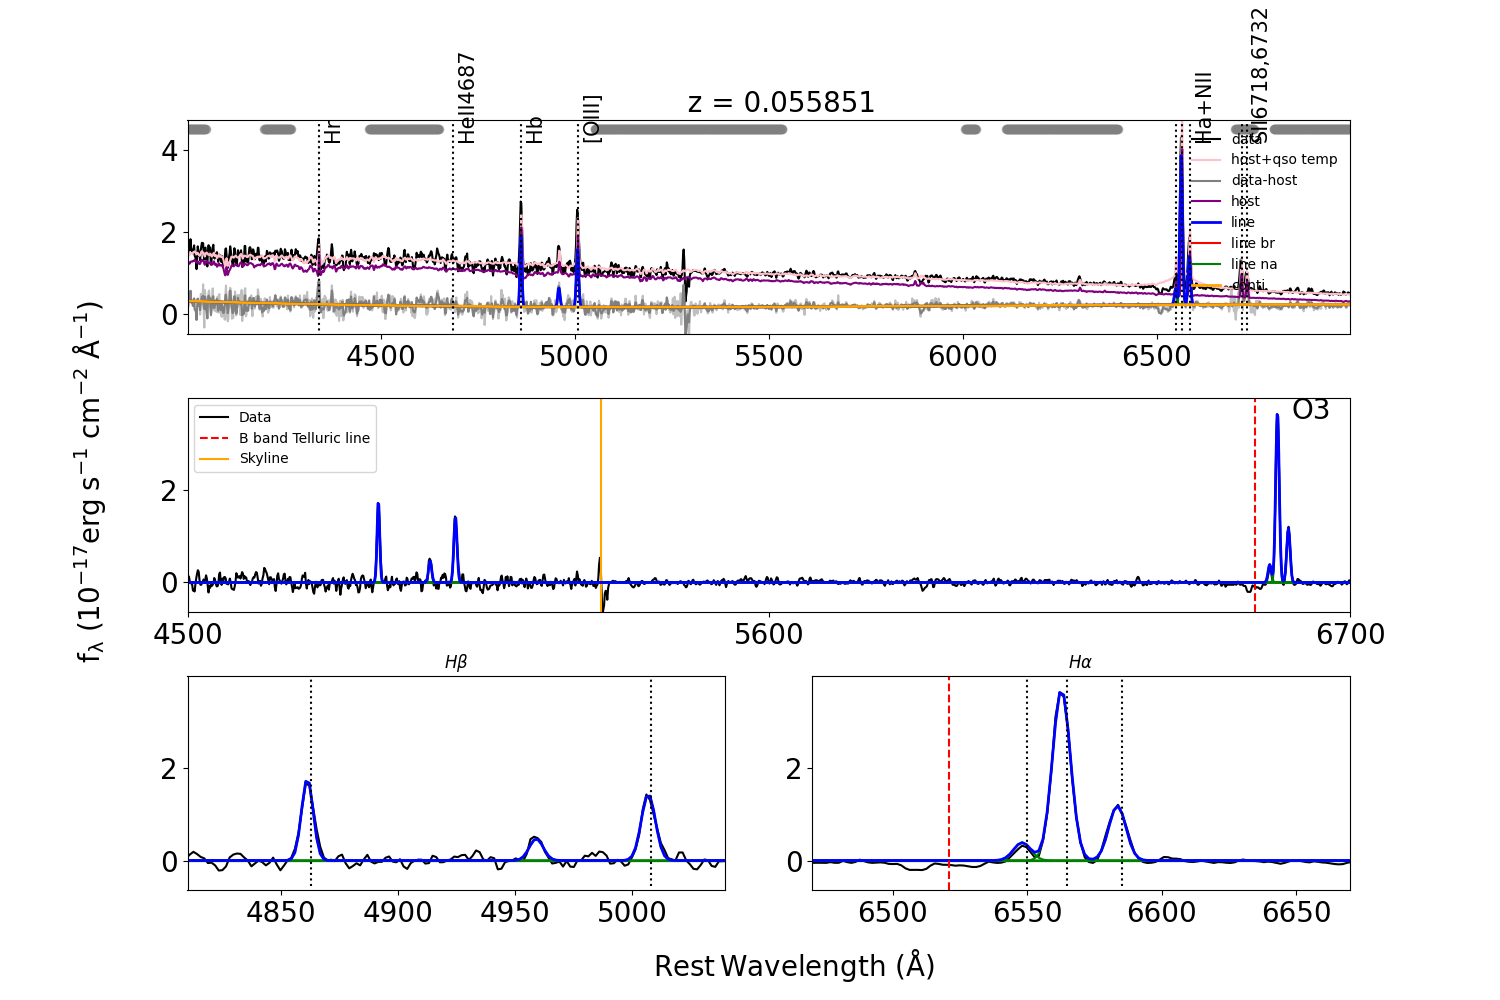 z = 0.055851
Hr
HeII4687
Hb
[OIII]
Ha+NII
SII6718,6732
data
host+qso temp
data-host
host
line
line br
line na
conti
4
2
0
4500
5000
5500
6000
6500
fλ (10⁻¹⁷erg s⁻¹ cm⁻² Å⁻¹)
Data
B band Telluric line
Skyline
O3
2
0
4500
5600
6700
Hβ
2
0
4850
4900
4950
5000
Hα
2
0
6500
6550
6600
6650
Rest Wavelength (Å)